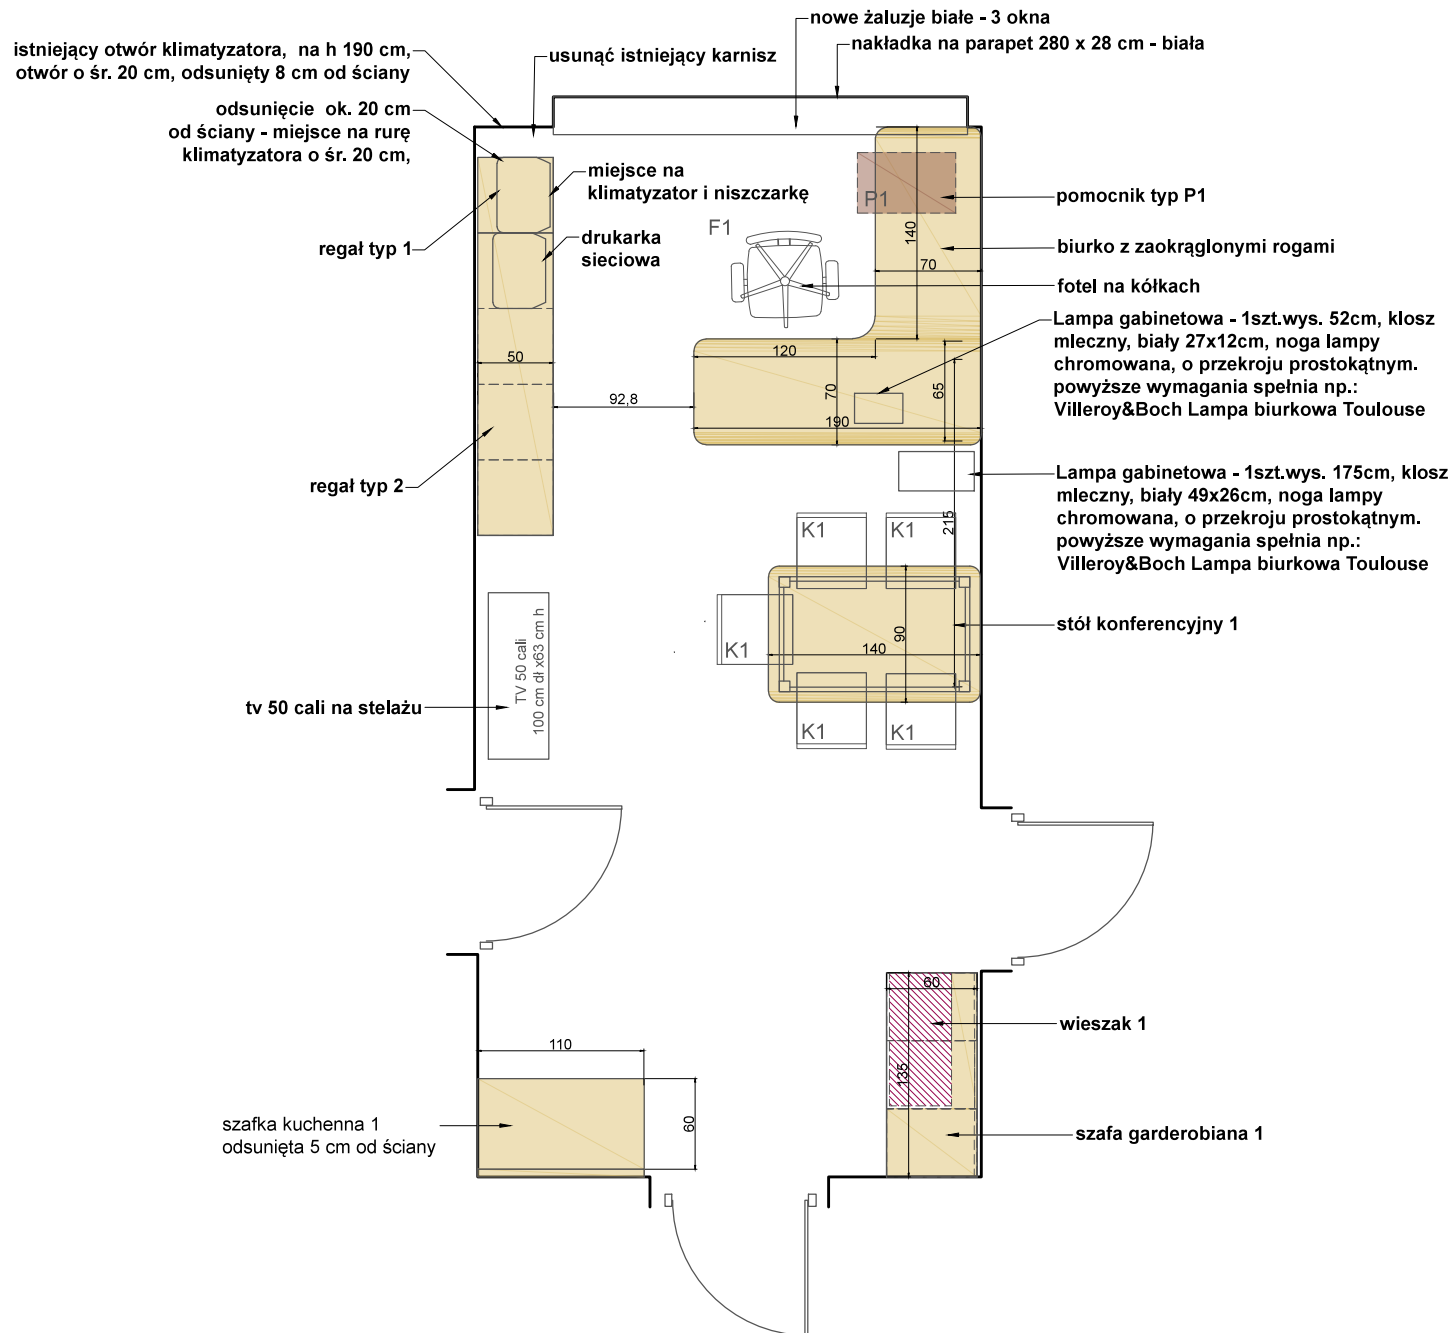 nowe żaluzje białe - 3 okna
nakładka na parapet 280 x 28 cm - biała
istniejący otwór klimatyzatora, na h 190 cm,
otwór o śr. 20 cm, odsunięty 8 cm od ściany
usunąć istniejący karnisz
odsunięcie ok. 20 cm
od ściany - miejsce na rurę
klimatyzatora o śr. 20 cm,
miejsce na
klimatyzator i niszczarkę
regał typ 1
drukarka
sieciowa
F1
P1
140
70
pomocnik typ P1
biurko z zaokrąglonymi rogami
fotel na kółkach
Lampa gabinetowa - 1szt.wys. 52cm, klosz
mleczny, biały 27x12cm, noga lampy
chromowana, o przekroju prostokątnym.
powyższe wymagania spełnia np.:
Villeroy&Boch Lampa biurkowa Toulouse
50
92,8
120
70
65
190
regał typ 2
Lampa gabinetowa - 1szt.wys. 175cm, klosz
mleczny, biały 49x26cm, noga lampy
chromowana, o przekroju prostokątnym.
powyższe wymagania spełnia np.:
Villeroy&Boch Lampa biurkowa Toulouse
215
K1
K1
K1
90
140
K1
K1
stół konferencyjny 1
TV 50 cali
100 cm dł x63 cm h
tv 50 cali na stelażu
60
135
wieszak 1
110
60
szafka kuchenna 1
odsunięta 5 cm od ściany
szafa garderobiana 1